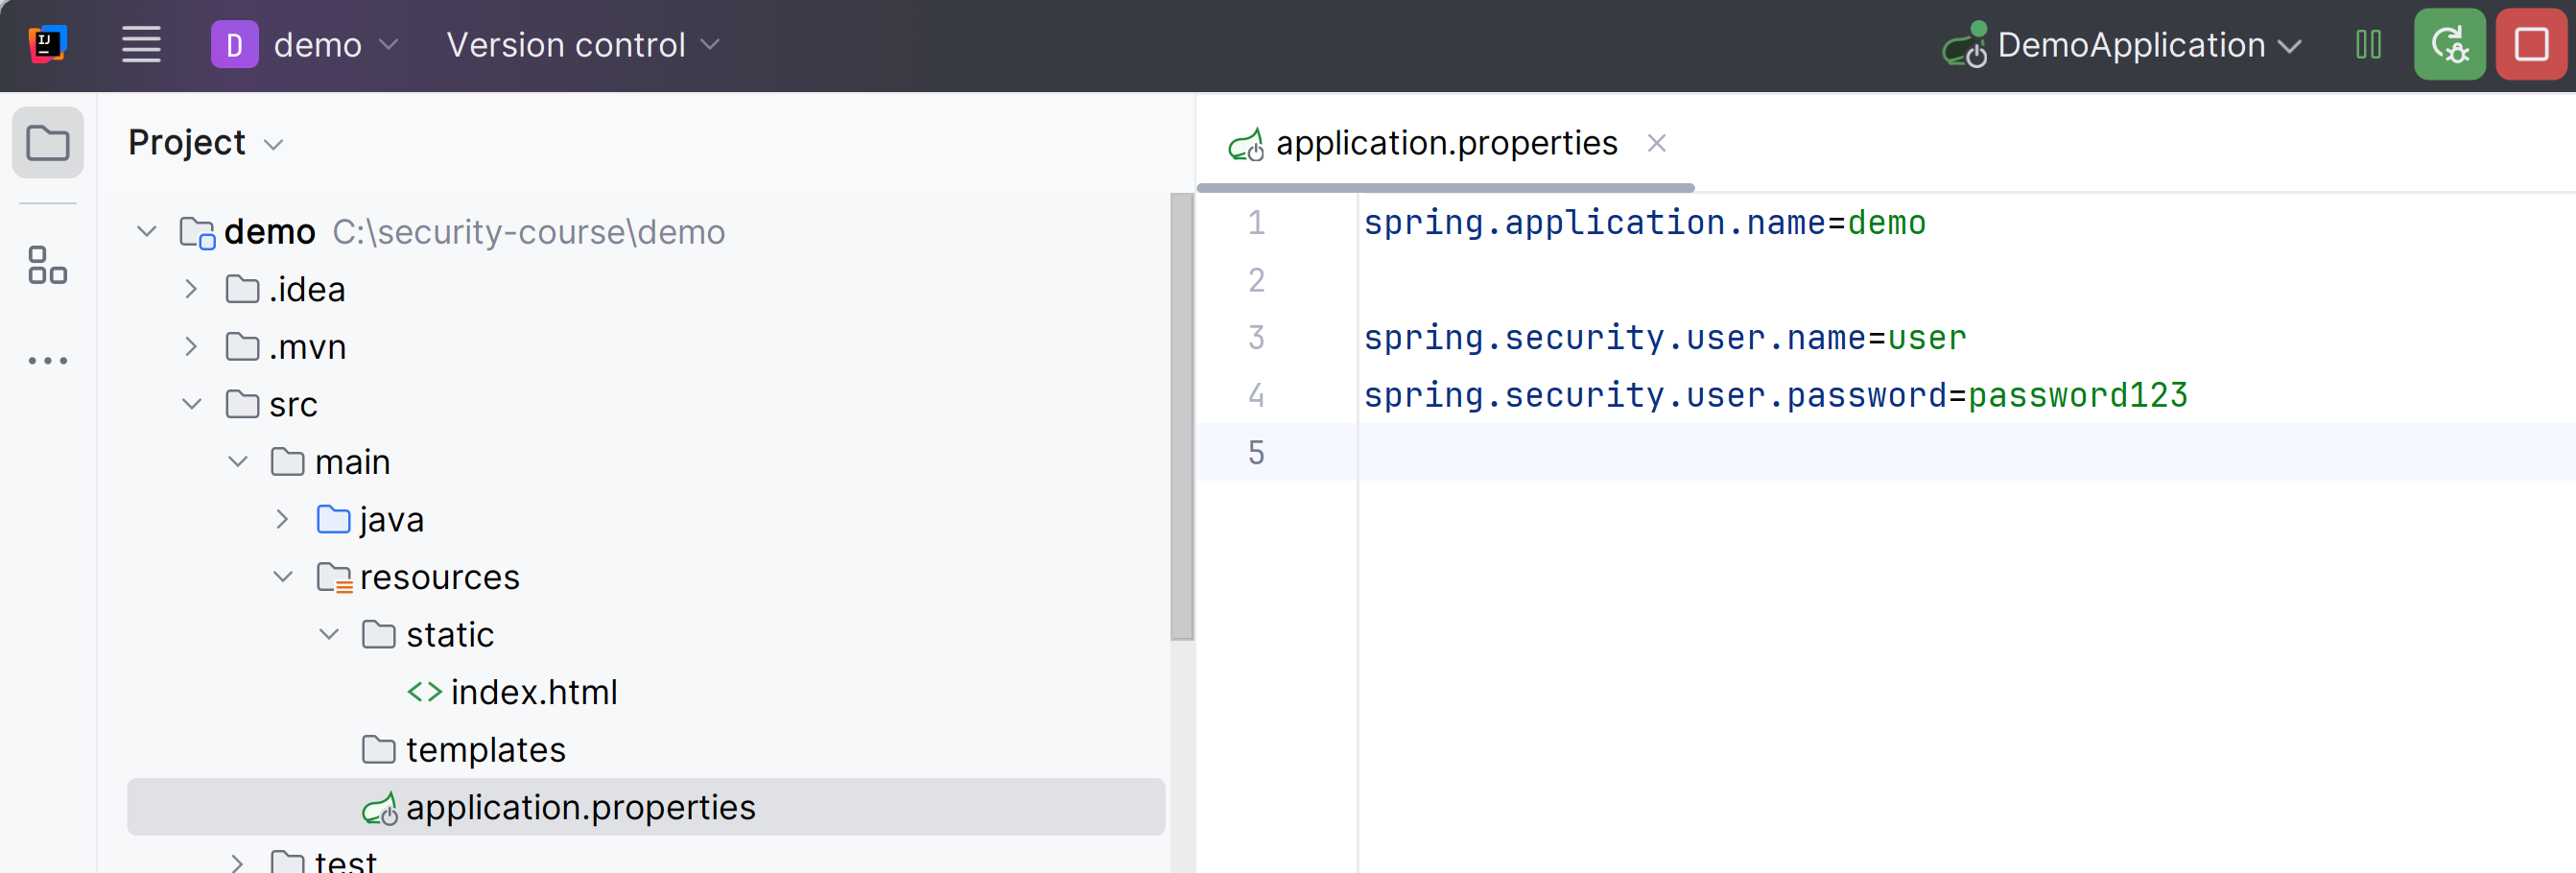 IJ
D demo Version control DemoApplication
Project
application.properties
demo C:\security-course\demo
.idea
.mvn
src
main
java
resources
static
index.html
templates
application.properties
test
1 spring.application.name=demo
2
3 spring.security.user.name=user
4 spring.security.user.password=password123
5